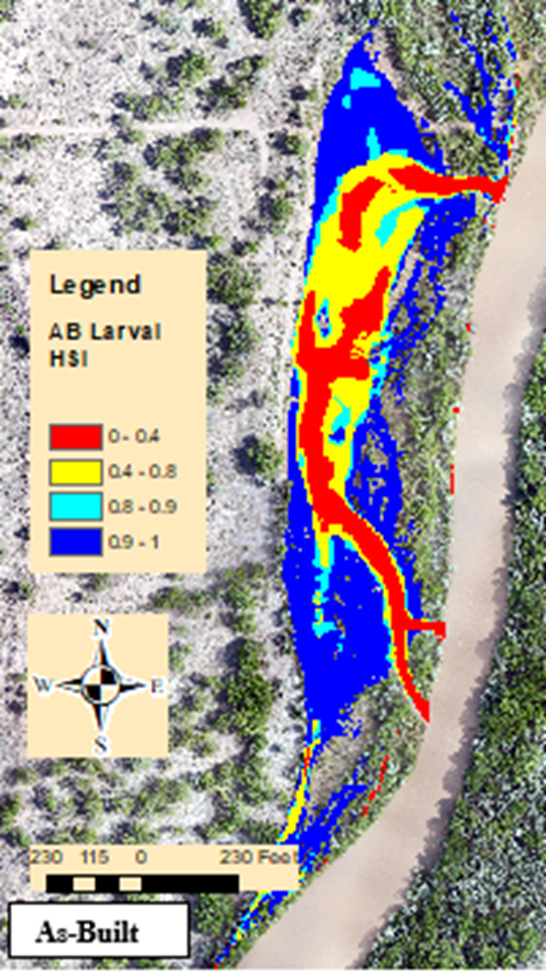 Legend
AB Larval
HSI
0 - 0.4
0.4 - 0.8
0.8 - 0.9
0.9 - 1
N
W E
S
230 115 0 230 Feet
As-Built